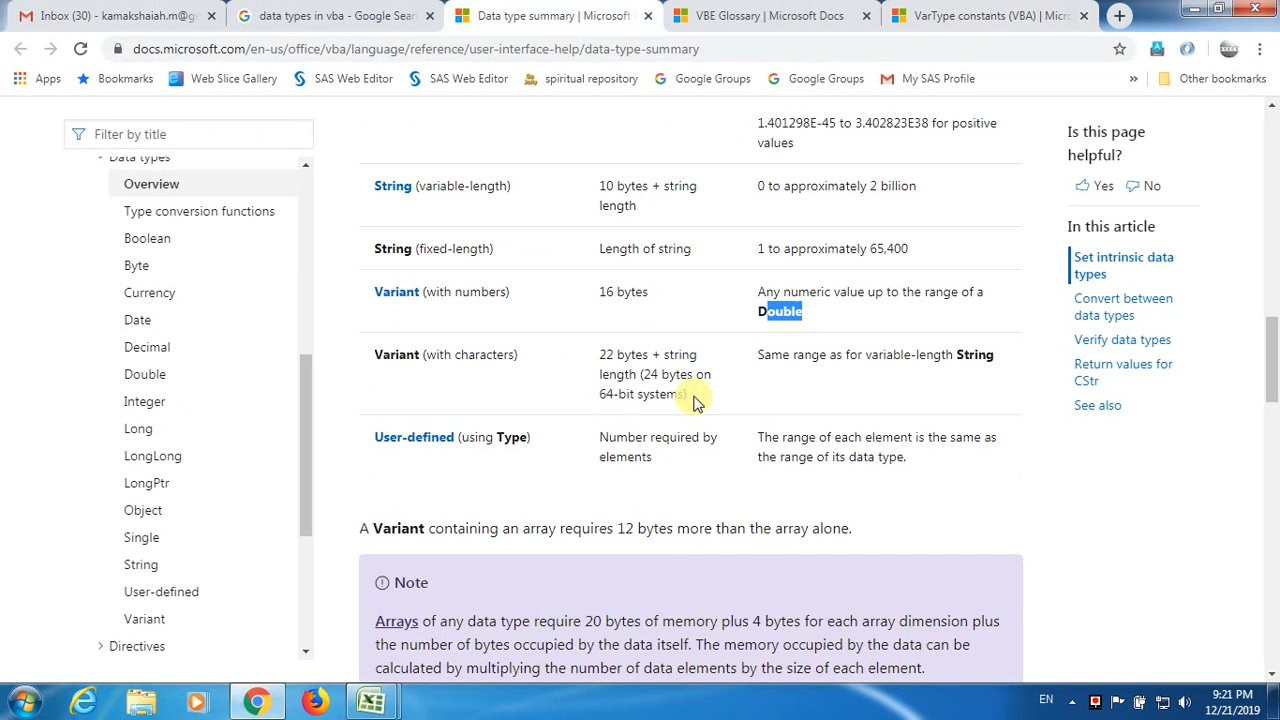 Inbox (30) - kamakshaiah.m@g
data types in vba - Google Sea
Data type summary | Microsoft
VBE Glossary | Microsoft Docs
VarType constants (VBA) | Micro
docs.microsoft.com/en-us/office/vba/language/reference/user-interface-help/data-type-summary
Apps
Bookmarks
Web Slice Gallery
SAS Web Editor
SAS Web Editor
spiritual repository
Google Groups
Google Groups
My SAS Profile
»
Other bookmarks
Filter by title
Data types
Overview
Type conversion functions
Boolean
Byte
Currency
Date
Decimal
Double
Integer
Long
LongLong
LongPtr
Object
Single
String
User-defined
Variant
Directives
1.401298E-45 to 3.402823E38 for positive
values
String (variable-length)
10 bytes + string
length
0 to approximately 2 billion
String (fixed-length)
Length of string
1 to approximately 65,400
Variant (with numbers)
16 bytes
Any numeric value up to the range of a
Double
Variant (with characters)
22 bytes + string
length (24 bytes on
64-bit systems)
Same range as for variable-length String
User-defined (using Type)
Number required by
elements
The range of each element is the same as
the range of its data type.
A Variant containing an array requires 12 bytes more than the array alone.
Note
Arrays of any data type require 20 bytes of memory plus 4 bytes for each array dimension plus
the number of bytes occupied by the data itself. The memory occupied by the data can be
calculated by multiplying the number of data elements by the size of each element.
Is this page
helpful?
Yes
No
In this article
Set intrinsic data
types
Convert between
data types
Verify data types
Return values for
CStr
See also
EN
9:21 PM
12/21/2019